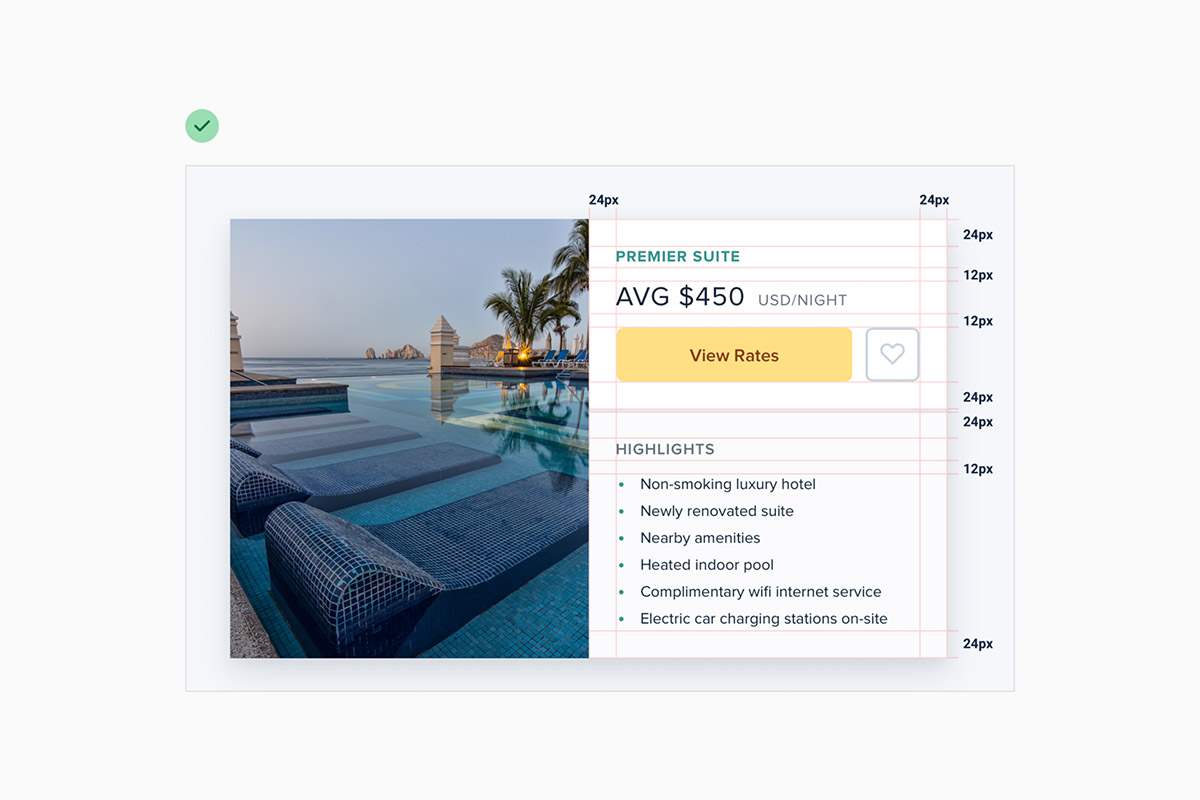 24px 24px
24px
PREMIER SUITE
12px
AVG $450 USD/NIGHT
12px
View Rates
24px
24px
HIGHLIGHTS
12px
Non-smoking luxury hotel
Newly renovated suite
Nearby amenities
Heated indoor pool
Complimentary wifi internet service
Electric car charging stations on-site
24px